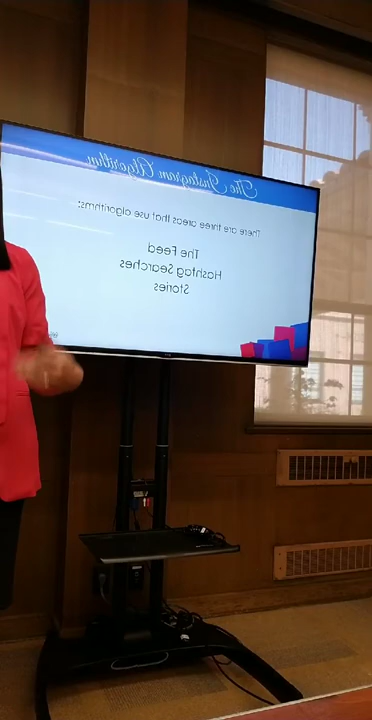 The Instagram Algorithm
There are three areas that use algorithms:
The Feed
Hashtag Searches
Stories